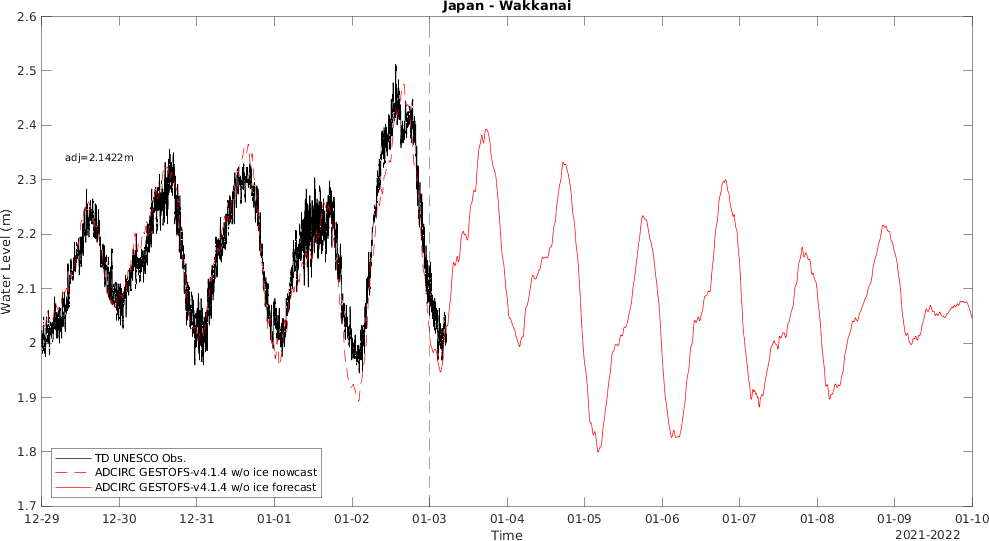 Japan - Wakkanai
2.6
2.5
2.4
2.3
2.2
2.1
2
1.9
1.8
1.7
Water Level (m)
adj=2.1422m
TD UNESCO Obs.
ADCIRC GESTOFS-v4.1.4 w/o ice nowcast
ADCIRC GESTOFS-v4.1.4 w/o ice forecast
12-29 12-30 12-31 01-01 01-02 01-03 01-04 01-05 01-06 01-07 01-08 01-09 01-10
Time
2021-2022